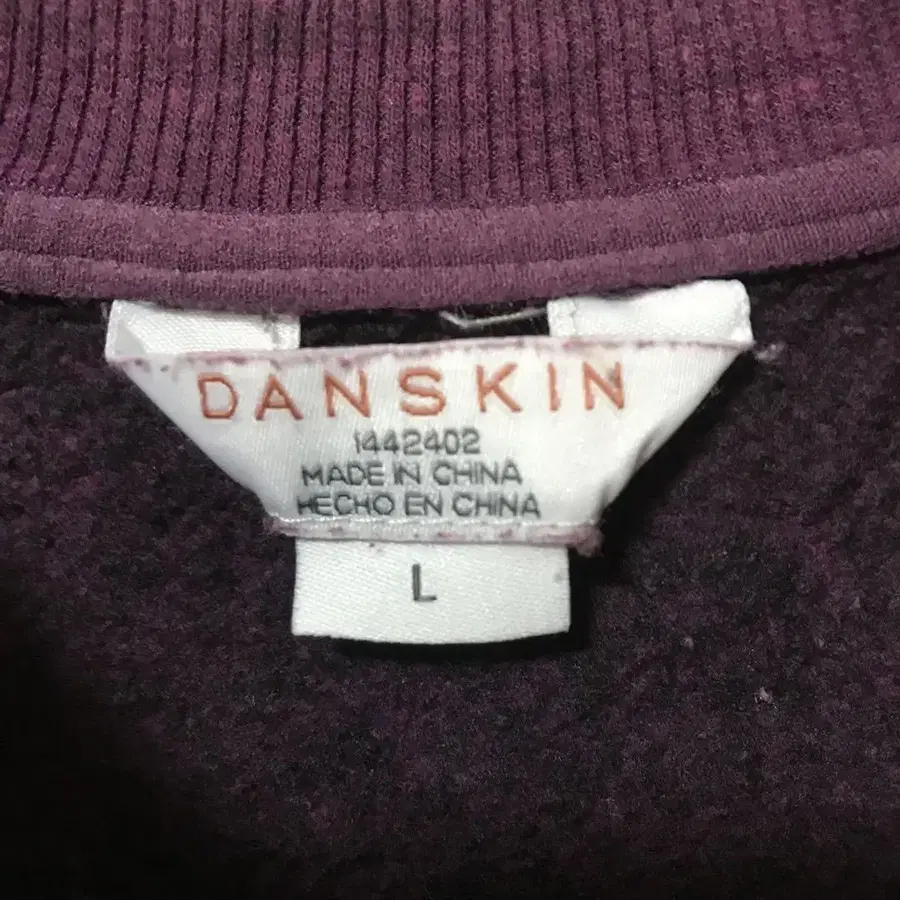 DANSKIN
1442402
MADE IN CHINA
HECHO EN CHINA
L